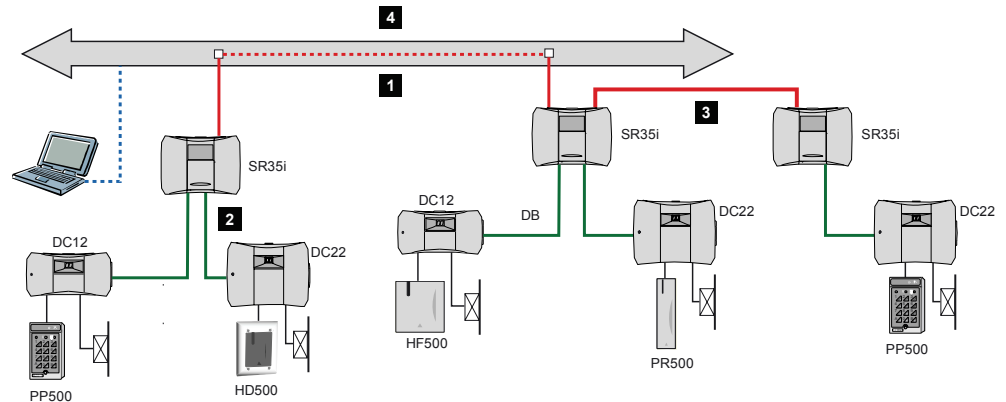 4
1
3
SR35i
SR35i
SR35i
DC12
DB
DC22
DC22
2
DC12
DC22
HF500
PR500
PP500
PP500
HD500